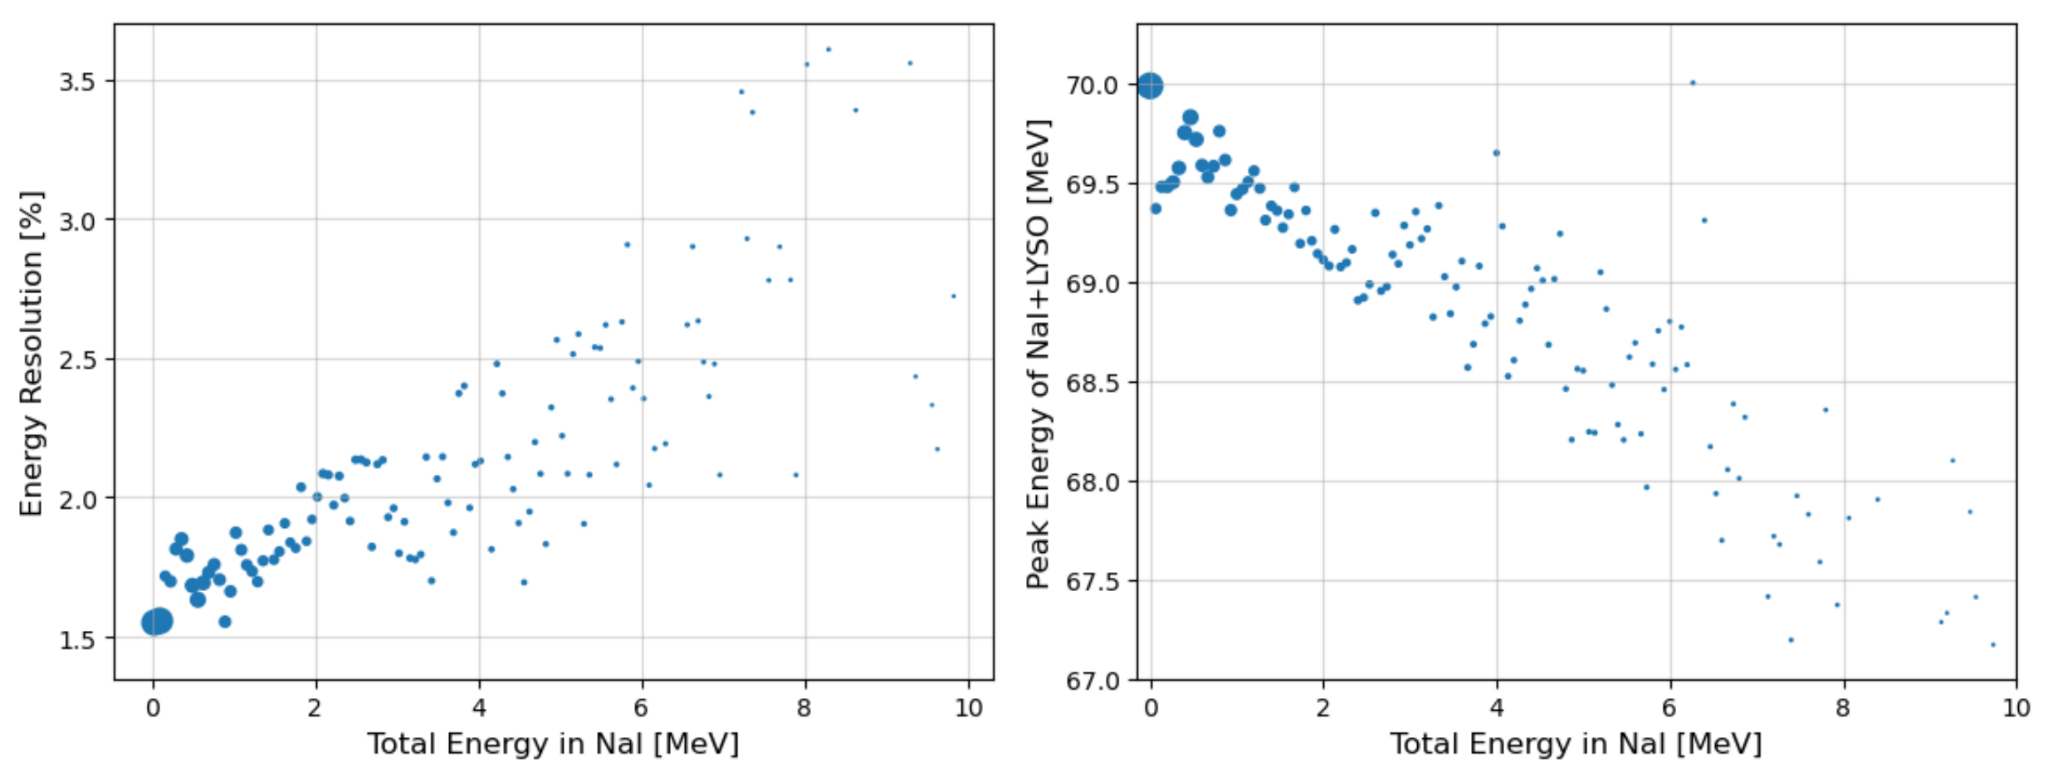 3.5
3.0
2.5
2.0
1.5
Energy Resolution [%]
0 2 4 6 8 10
Total Energy in NaI [MeV]
70.0
69.5
69.0
68.5
68.0
67.5
67.0
Peak Energy of NaI+LYSO [MeV]
0 2 4 6 8 10
Total Energy in NaI [MeV]